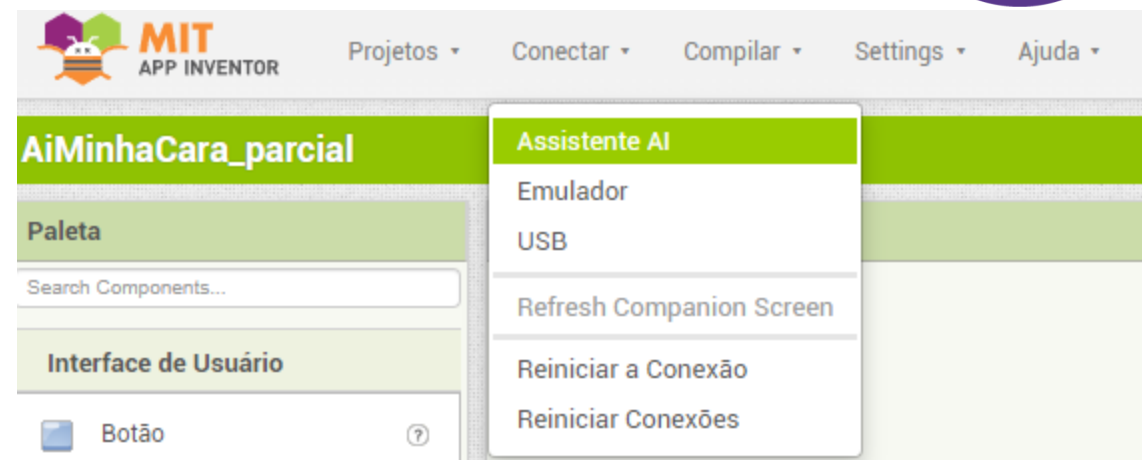 MIT
APP INVENTOR
Projetos Conectar Compilar Settings Ajuda
AiMinhaCara_parcial
Assistente AI
Emulador
USB
Refresh Companion Screen
Reiniciar a Conexão
Reiniciar Conexões
Paleta
Search Components...
Interface de Usuário
Botão ?